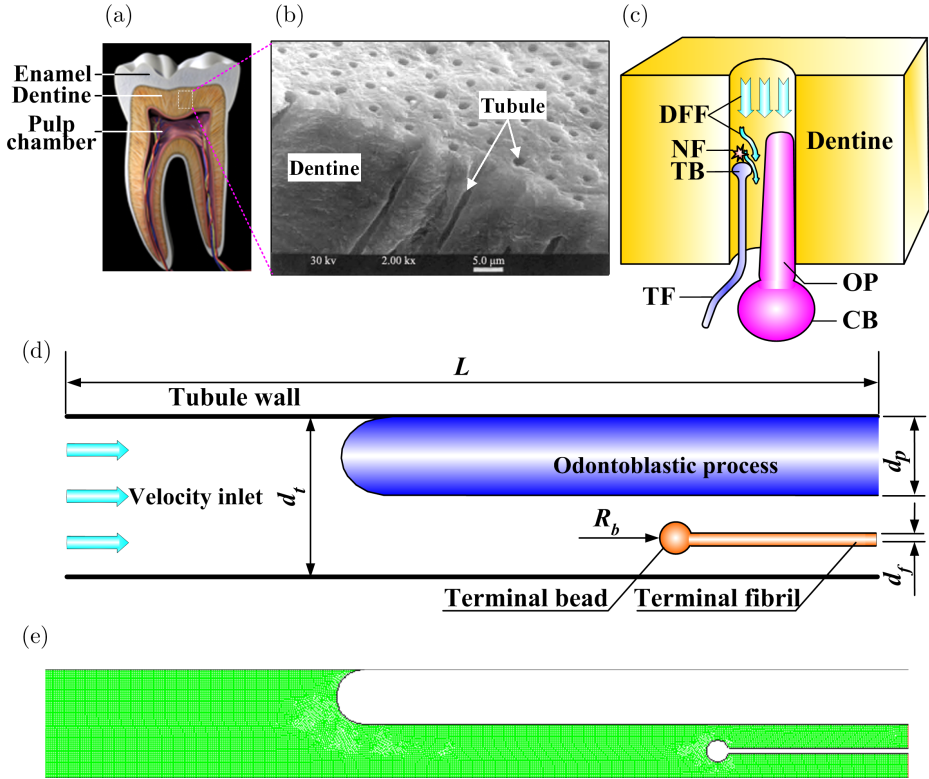 (a)
Enamel
Dentine
Pulp
chamber
(b)
Tubule
Dentine
30 kv 2.00 kx 5.0 μm
(c)
DFF
NF
TB
Dentine
TF
OP
CB
(d)
L
Tubule wall
Odontoblastic process
Velocity inlet
d_t
d_p
R_b
d_f
Terminal bead
Terminal fibril
(e)